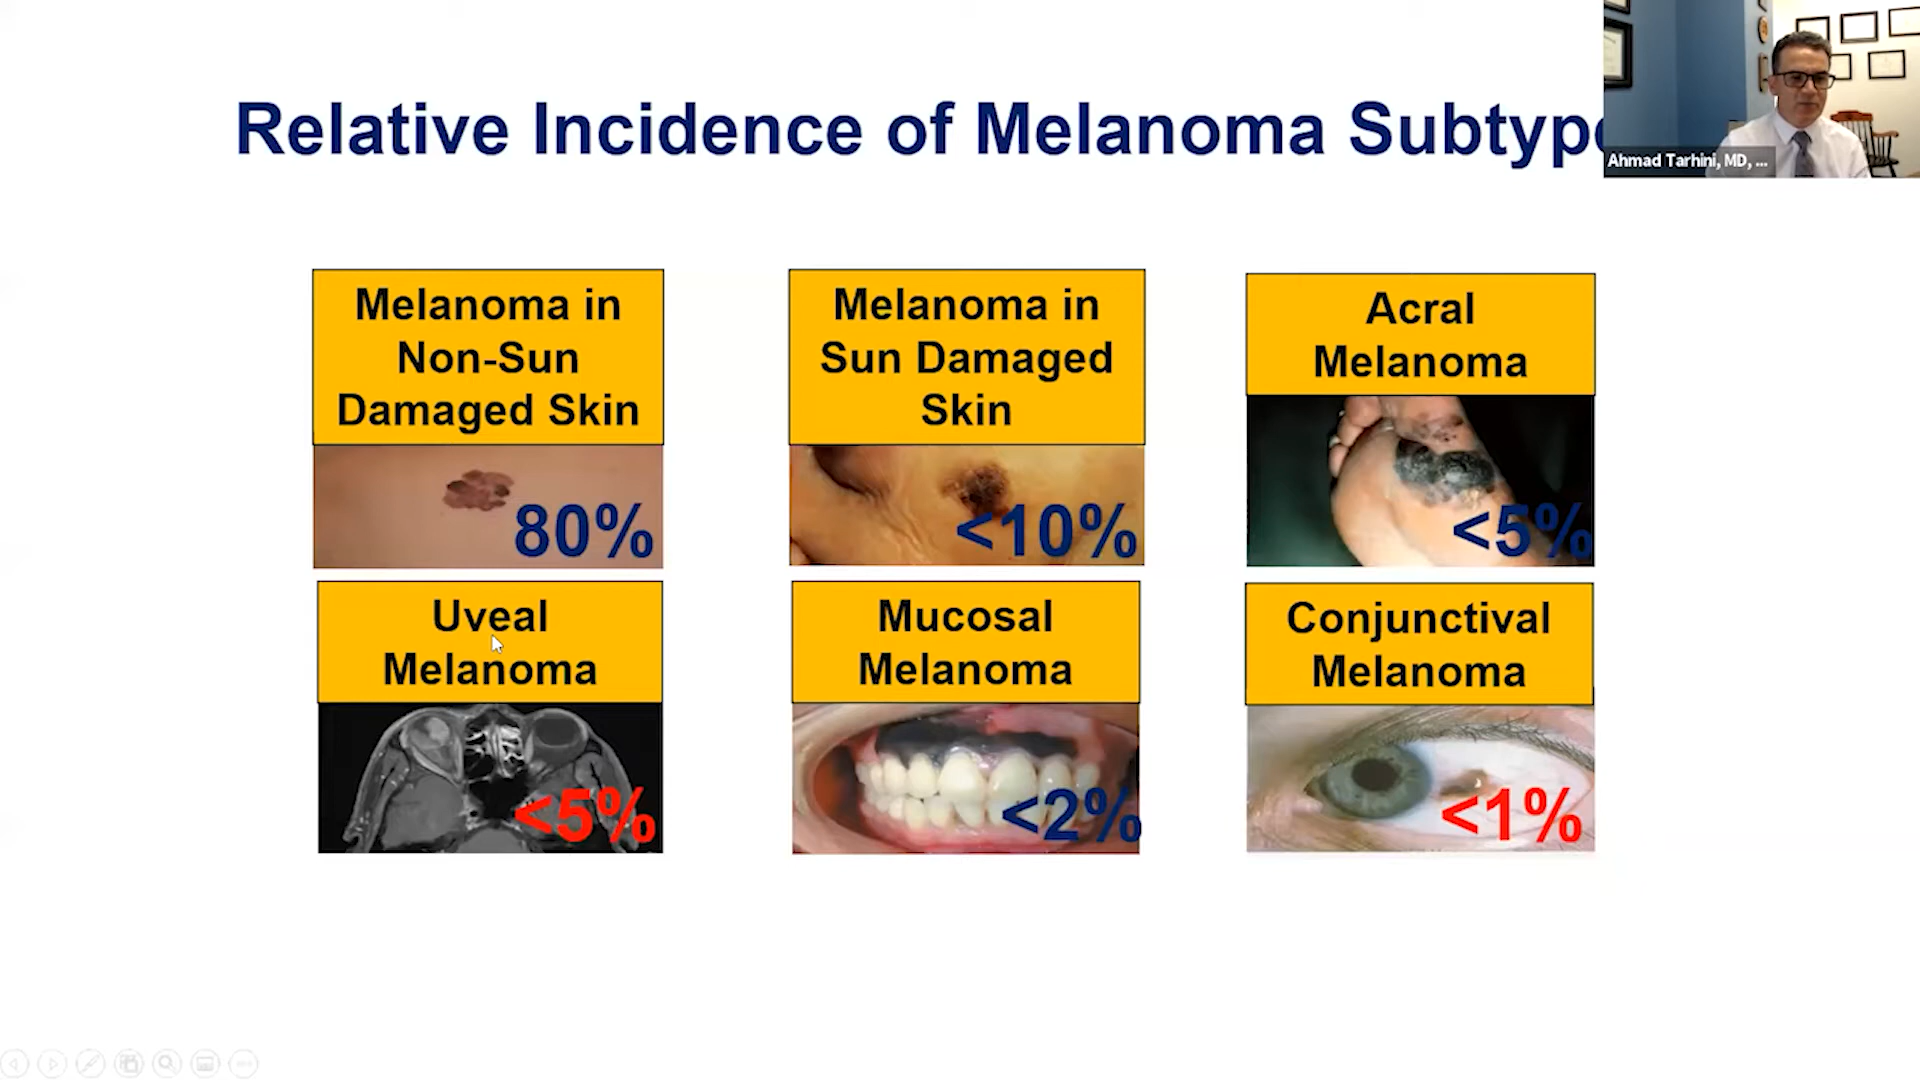 Relative Incidence of Melanoma
Ahmad Tarhini, MD, ...
Melanoma in
Non-Sun
Damaged Skin
80%
Melanoma in
Sun Damaged
Skin
<10%
Acral
Melanoma
<5%
Uveal
Melanoma
<5%
Mucosal
Melanoma
<2%
Conjunctival
Melanoma
<1%